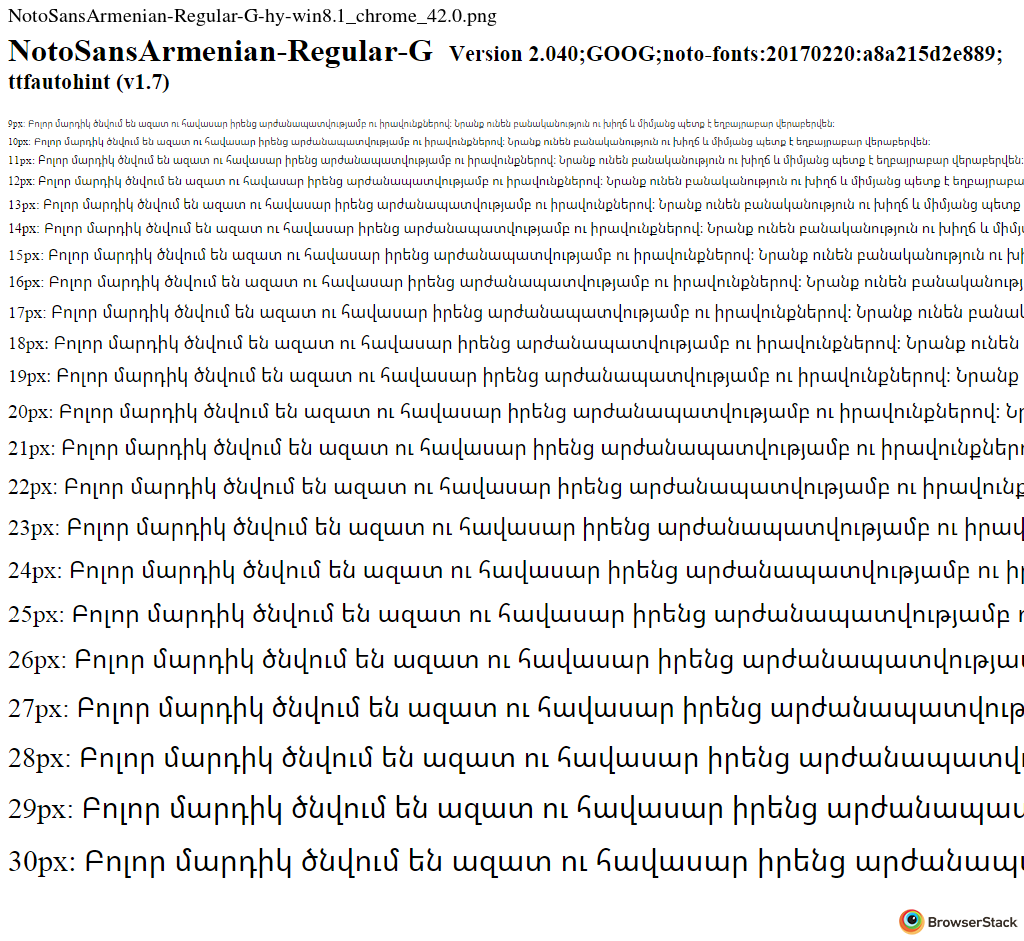 NotoSansArmenian-Regular-G-hy-win8.1_chrome_42.0.png
NotoSansArmenian-Regular-G Version 2.040;GOOG;noto-fonts:20170220:a8a215d2e889;
ttfautohint (v1.7)
9px: Բոլոր մարդիկ ծնվում են ազատ ու հավասար իրենց արժանապատվությամբ ու իրավունքներով։ Նրանք ունեն բանականություն ու խիղճ և միմյանց պետք է եղբայրաբար վերաբերվեն։
10px: Բոլոր մարդիկ ծնվում են ազատ ու հավասար իրենց արժանապատվությամբ ու իրավունքներով։ Նրանք ունեն բանականություն ու խիղճ և միմյանց պետք է եղբայրաբար վերաբերվեն։
11px: Բոլոր մարդիկ ծնվում են ազատ ու հավասար իրենց արժանապատվությամբ ու իրավունքներով։ Նրանք ունեն բանականություն ու խիղճ և միմյանց պետք է եղբայրաբար վերաբերվեն։
12px: Բոլոր մարդիկ ծնվում են ազատ ու հավասար իրենց արժանապատվությամբ ու իրավունքներով։ Նրանք ունեն բանականություն ու խիղճ և միմյանց պետք է եղբայրաբա
13px: Բոլոր մարդիկ ծնվում են ազատ ու հավասար իրենց արժանապատվությամբ ու իրավունքներով։ Նրանք ունեն բանականություն ու խիղճ և միմյանց պետք
14px: Բոլոր մարդիկ ծնվում են ազատ ու հավասար իրենց արժանապատվությամբ ու իրավունքներով։ Նրանք ունեն բանականություն ու խիղճ և միմյ
15px: Բոլոր մարդիկ ծնվում են ազատ ու հավասար իրենց արժանապատվությամբ ու իրավունքներով։ Նրանք ունեն բանականություն ու խի
16px: Բոլոր մարդիկ ծնվում են ազատ ու հավասար իրենց արժանապատվությամբ ու իրավունքներով։ Նրանք ունեն բանականությ
17px: Բոլոր մարդիկ ծնվում են ազատ ու հավասար իրենց արժանապատվությամբ ու իրավունքներով։ Նրանք ունեն բանակ
18px: Բոլոր մարդիկ ծնվում են ազատ ու հավասար իրենց արժանապատվությամբ ու իրավունքներով։ Նրանք ունեն
19px: Բոլոր մարդիկ ծնվում են ազատ ու հավասար իրենց արժանապատվությամբ ու իրավունքներով։ Նրանք
20px: Բոլոր մարդիկ ծնվում են ազատ ու հավասար իրենց արժանապատվությամբ ու իրավունքներով։ Նր
21px: Բոլոր մարդիկ ծնվում են ազատ ու հավասար իրենց արժանապատվությամբ ու իրավունքներ
22px: Բոլոր մարդիկ ծնվում են ազատ ու հավասար իրենց արժանապատվությամբ ու իրավունք
23px: Բոլոր մարդիկ ծնվում են ազատ ու հավասար իրենց արժանապատվությամբ ու իրավ
24px: Բոլոր մարդիկ ծնվում են ազատ ու հավասար իրենց արժանապատվությամբ ու իր
25px: Բոլոր մարդիկ ծնվում են ազատ ու հավասար իրենց արժանապատվությամբ
26px: Բոլոր մարդիկ ծնվում են ազատ ու հավասար իրենց արժանապատվությա
27px: Բոլոր մարդիկ ծնվում են ազատ ու հավասար իրենց արժանապատվութ
28px: Բոլոր մարդիկ ծնվում են ազատ ու հավասար իրենց արժանապատվ
29px: Բոլոր մարդիկ ծնվում են ազատ ու հավասար իրենց արժանապատ
30px: Բոլոր մարդիկ ծնվում են ազատ ու հավասար իրենց արժանապ
BrowserStack